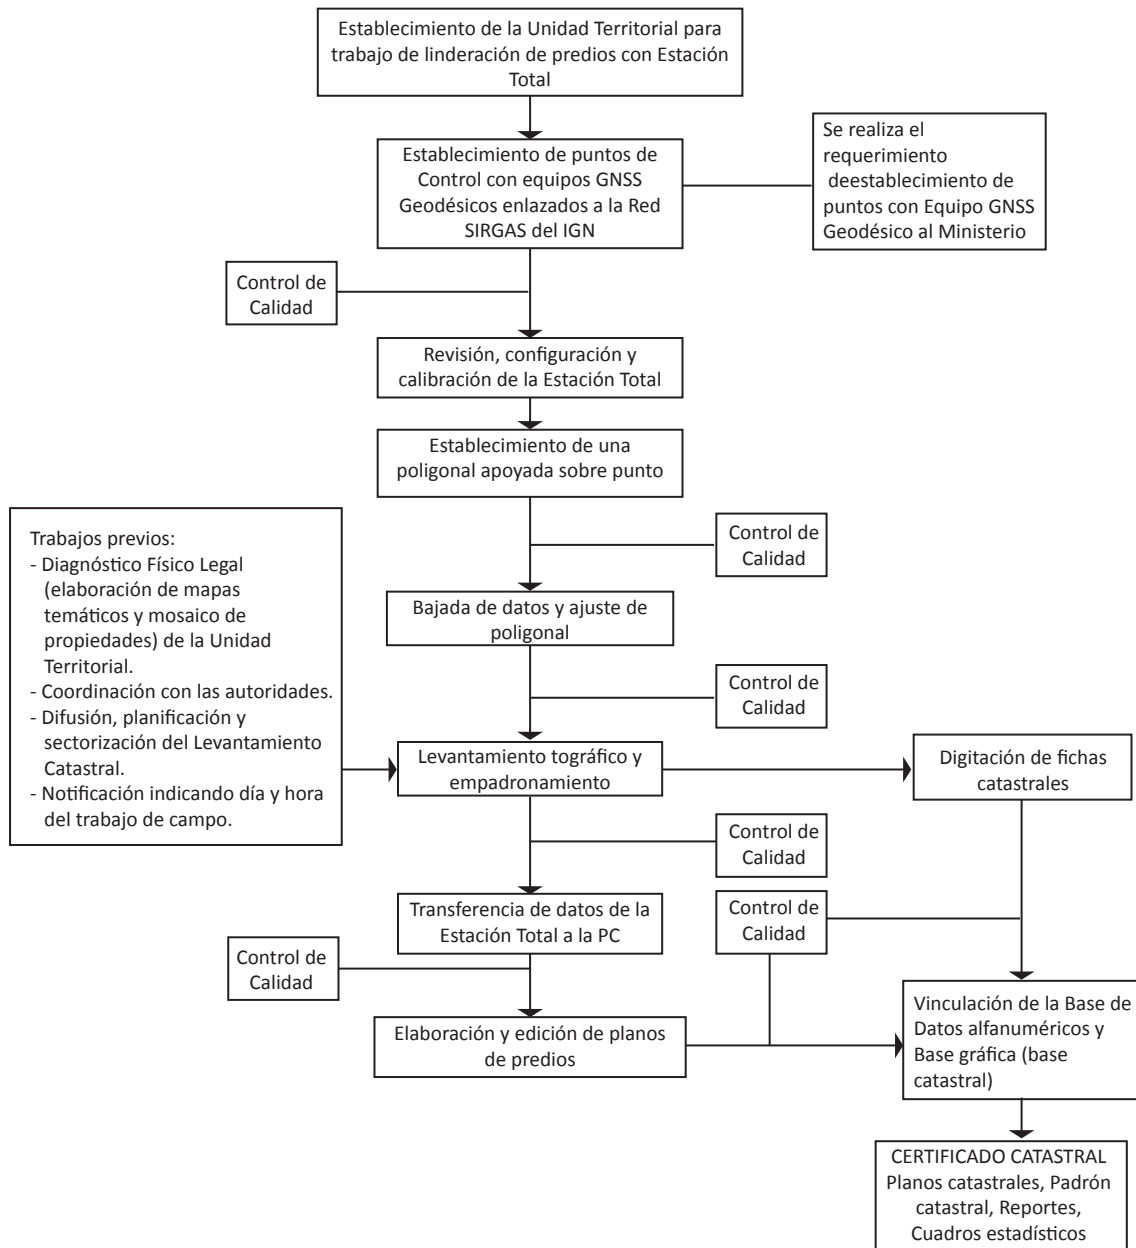 Establecimiento de la Unidad Territorial para
trabajo de linderación de predios con Estación
Total
Establecimiento de puntos de
Control con equipos GNSS
Geodésicos enlazados a la Red
SIRGAS del IGN
Se realiza el
requerimiento
deestablecimiento de
puntos con Equipo GNSS
Geodésico al Ministerio
Control de
Calidad
Revisión, configuración y
calibración de la Estación Total
Establecimiento de una
poligonal apoyada sobre punto
Control de
Calidad
Trabajos previos:
- Diagnóstico Físico Legal
(elaboración de mapas
temáticos y mosaico de
propiedades) de la Unidad
Territorial.
- Coordinación con las autoridades.
- Difusión, planificación y
sectorización del Levantamiento
Catastral.
- Notificación indicando día y hora
del trabajo de campo.
Bajada de datos y ajuste de
poligonal
Control de
Calidad
Levantamiento tográfico y
empadronamiento
Digitación de fichas
catastrales
Control de
Calidad
Transferencia de datos de la
Estación Total a la PC
Control de
Calidad
Control de
Calidad
Elaboración y edición de planos
de predios
Vinculación de la Base de
Datos alfanuméricos y
Base gráfica (base
catastral)
CERTIFICADO CATASTRAL
Planos catastrales, Padrón
catastral, Reportes,
Cuadros estadísticos